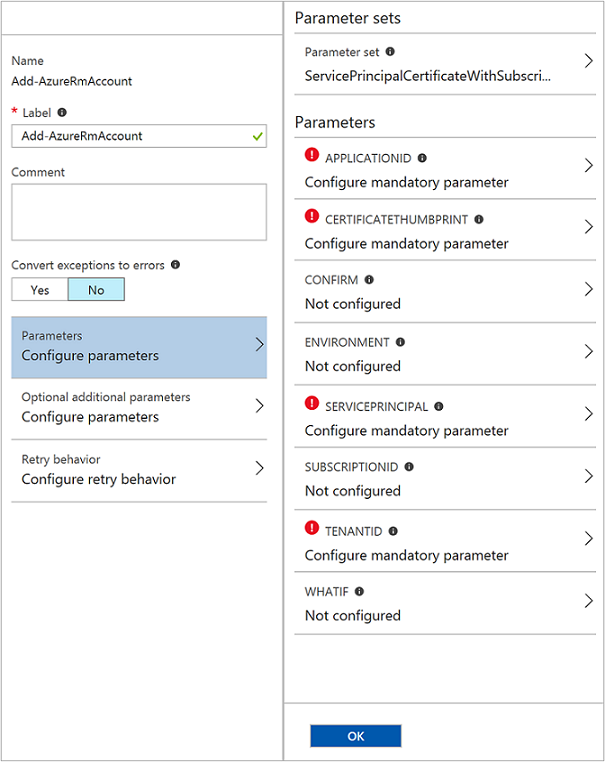 Name
Add-AzureRmAccount
* Label
Add-AzureRmAccount
Comment
Convert exceptions to errors
Yes No
Parameters
Configure parameters
Optional additional parameters
Configure parameters
Retry behavior
Configure retry behavior
Parameter sets
Parameter set
ServicePrincipalCertificateWithSubscri...
Parameters
APPLICATIONID
Configure mandatory parameter
CERTIFICATETHUMBPRINT
Configure mandatory parameter
CONFIRM
Not configured
ENVIRONMENT
Not configured
SERVICEPRINCIPAL
Configure mandatory parameter
SUBSCRIPTIONID
Not configured
TENANTID
Configure mandatory parameter
WHATIF
Not configured
OK